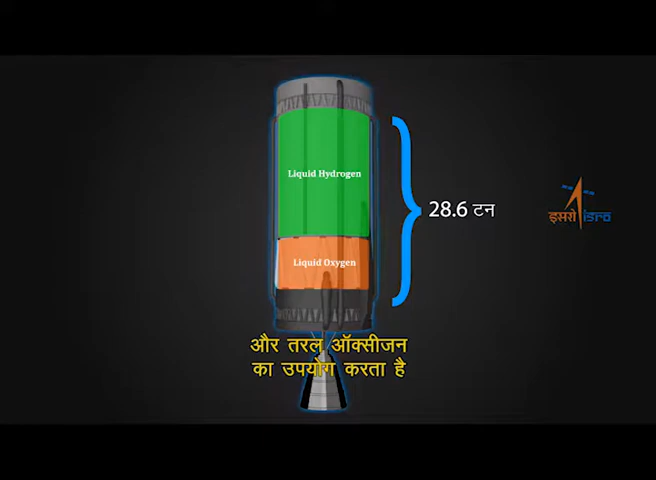 Liquid Hydrogen
28.6 टन
इसरो isro
Liquid Oxygen
और तरल ऑक्सीजन
का उपयोग करता है